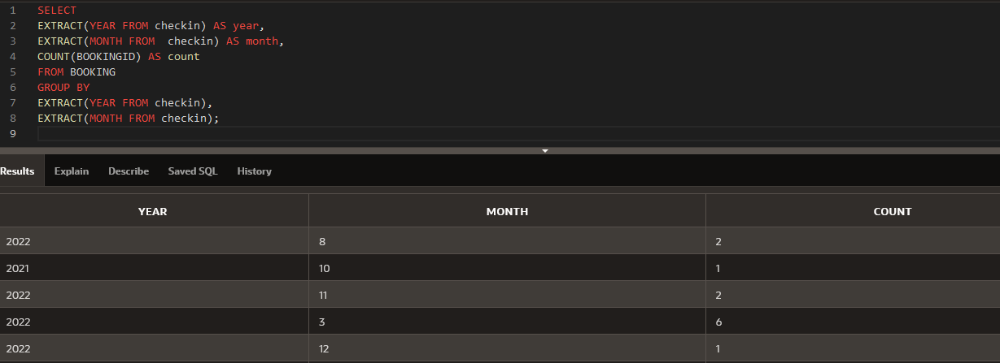 1 SELECT
2 EXTRACT(YEAR FROM checkin) AS year,
3 EXTRACT(MONTH FROM  checkin) AS month,
4 COUNT(BOOKINGID) AS count
5 FROM BOOKING
6 GROUP BY
7 EXTRACT(YEAR FROM checkin),
8 EXTRACT(MONTH FROM checkin);
9
Results Explain Describe Saved SQL History
YEAR MONTH COUNT
2022 8 2
2021 10 1
2022 11 2
2022 3 6
2022 12 1